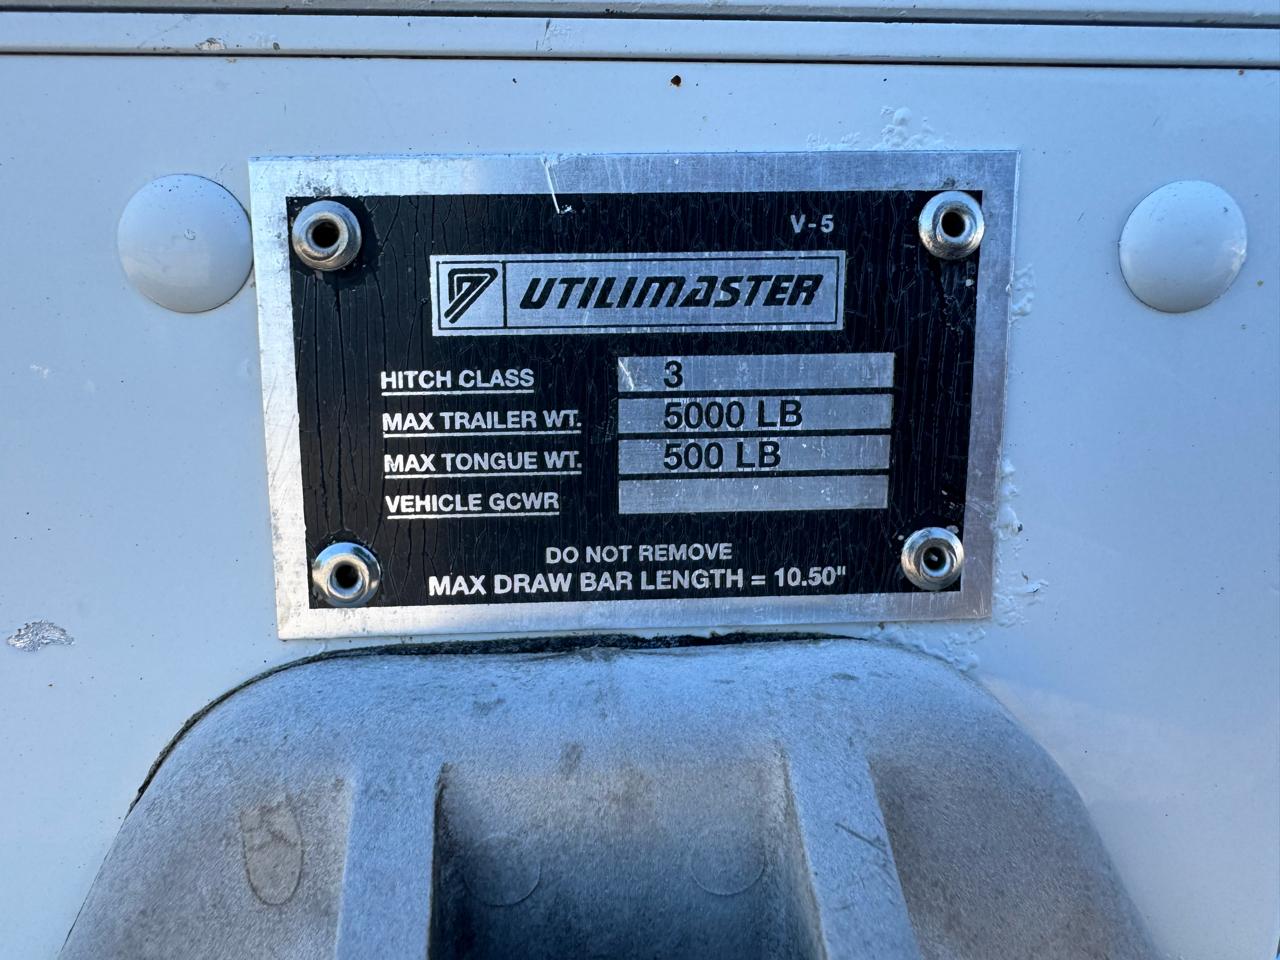 V-5
UTILIMASTER
HITCH CLASS 3
MAX TRAILER WT. 5000 LB
MAX TONGUE WT. 500 LB
VEHICLE GCWR
DO NOT REMOVE
MAX DRAW BAR LENGTH = 10.50"